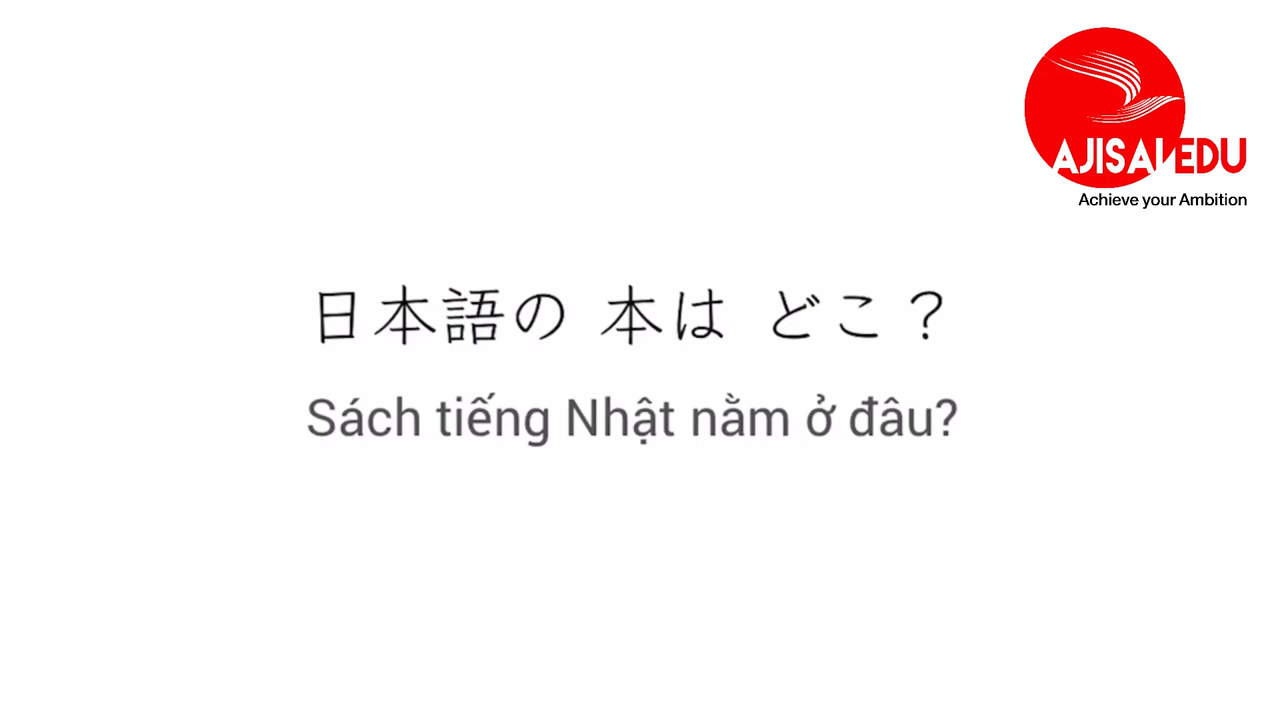 AJISAI EDU
Achieve your Ambition
日本語の 本は どこ？
Sách tiếng Nhật nằm ở đâu?